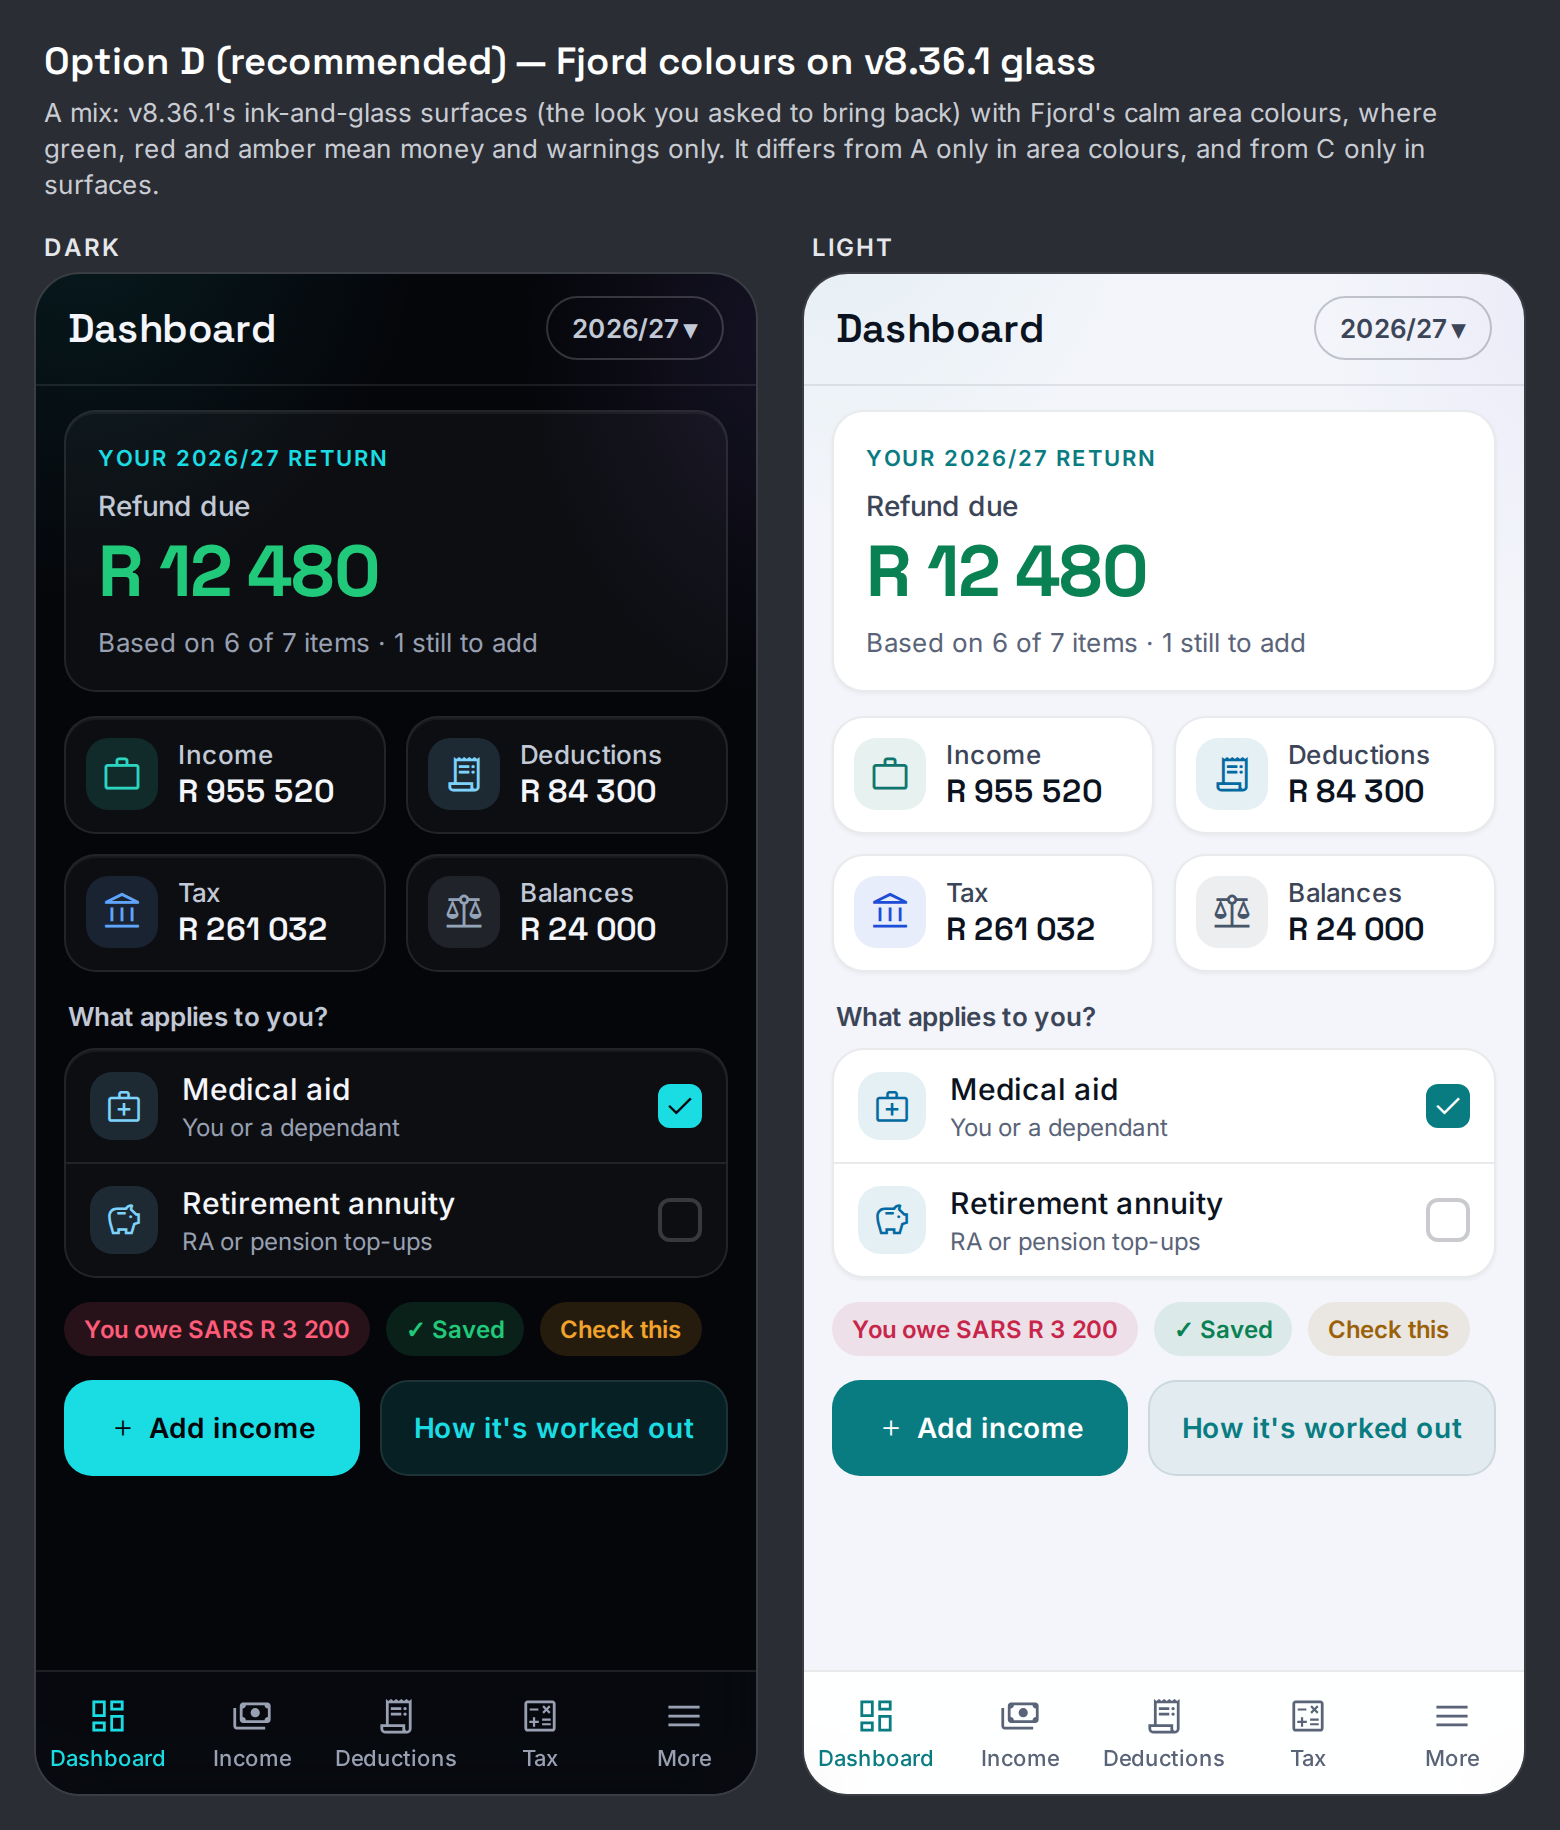 Option D (recommended) — Fjord colours on v8.36.1 glass
A mix: v8.36.1's ink-and-glass surfaces (the look you asked to bring back) with Fjord's calm area colours, where
green, red and amber mean money and warnings only. It differs from A only in area colours, and from C only in
surfaces.
DARK
Dashboard
2026/27 ▾
YOUR 2026/27 RETURN
Refund due
R 12 480
Based on 6 of 7 items · 1 still to add
Income
R 955 520
Deductions
R 84 300
Tax
R 261 032
Balances
R 24 000
What applies to you?
Medical aid
You or a dependant
Retirement annuity
RA or pension top-ups
You owe SARS R 3 200
✓ Saved
Check this
+ Add income
How it's worked out
Dashboard
Income
Deductions
Tax
More
LIGHT
Dashboard
2026/27 ▾
YOUR 2026/27 RETURN
Refund due
R 12 480
Based on 6 of 7 items · 1 still to add
Income
R 955 520
Deductions
R 84 300
Tax
R 261 032
Balances
R 24 000
What applies to you?
Medical aid
You or a dependant
Retirement annuity
RA or pension top-ups
You owe SARS R 3 200
✓ Saved
Check this
+ Add income
How it's worked out
Dashboard
Income
Deductions
Tax
More